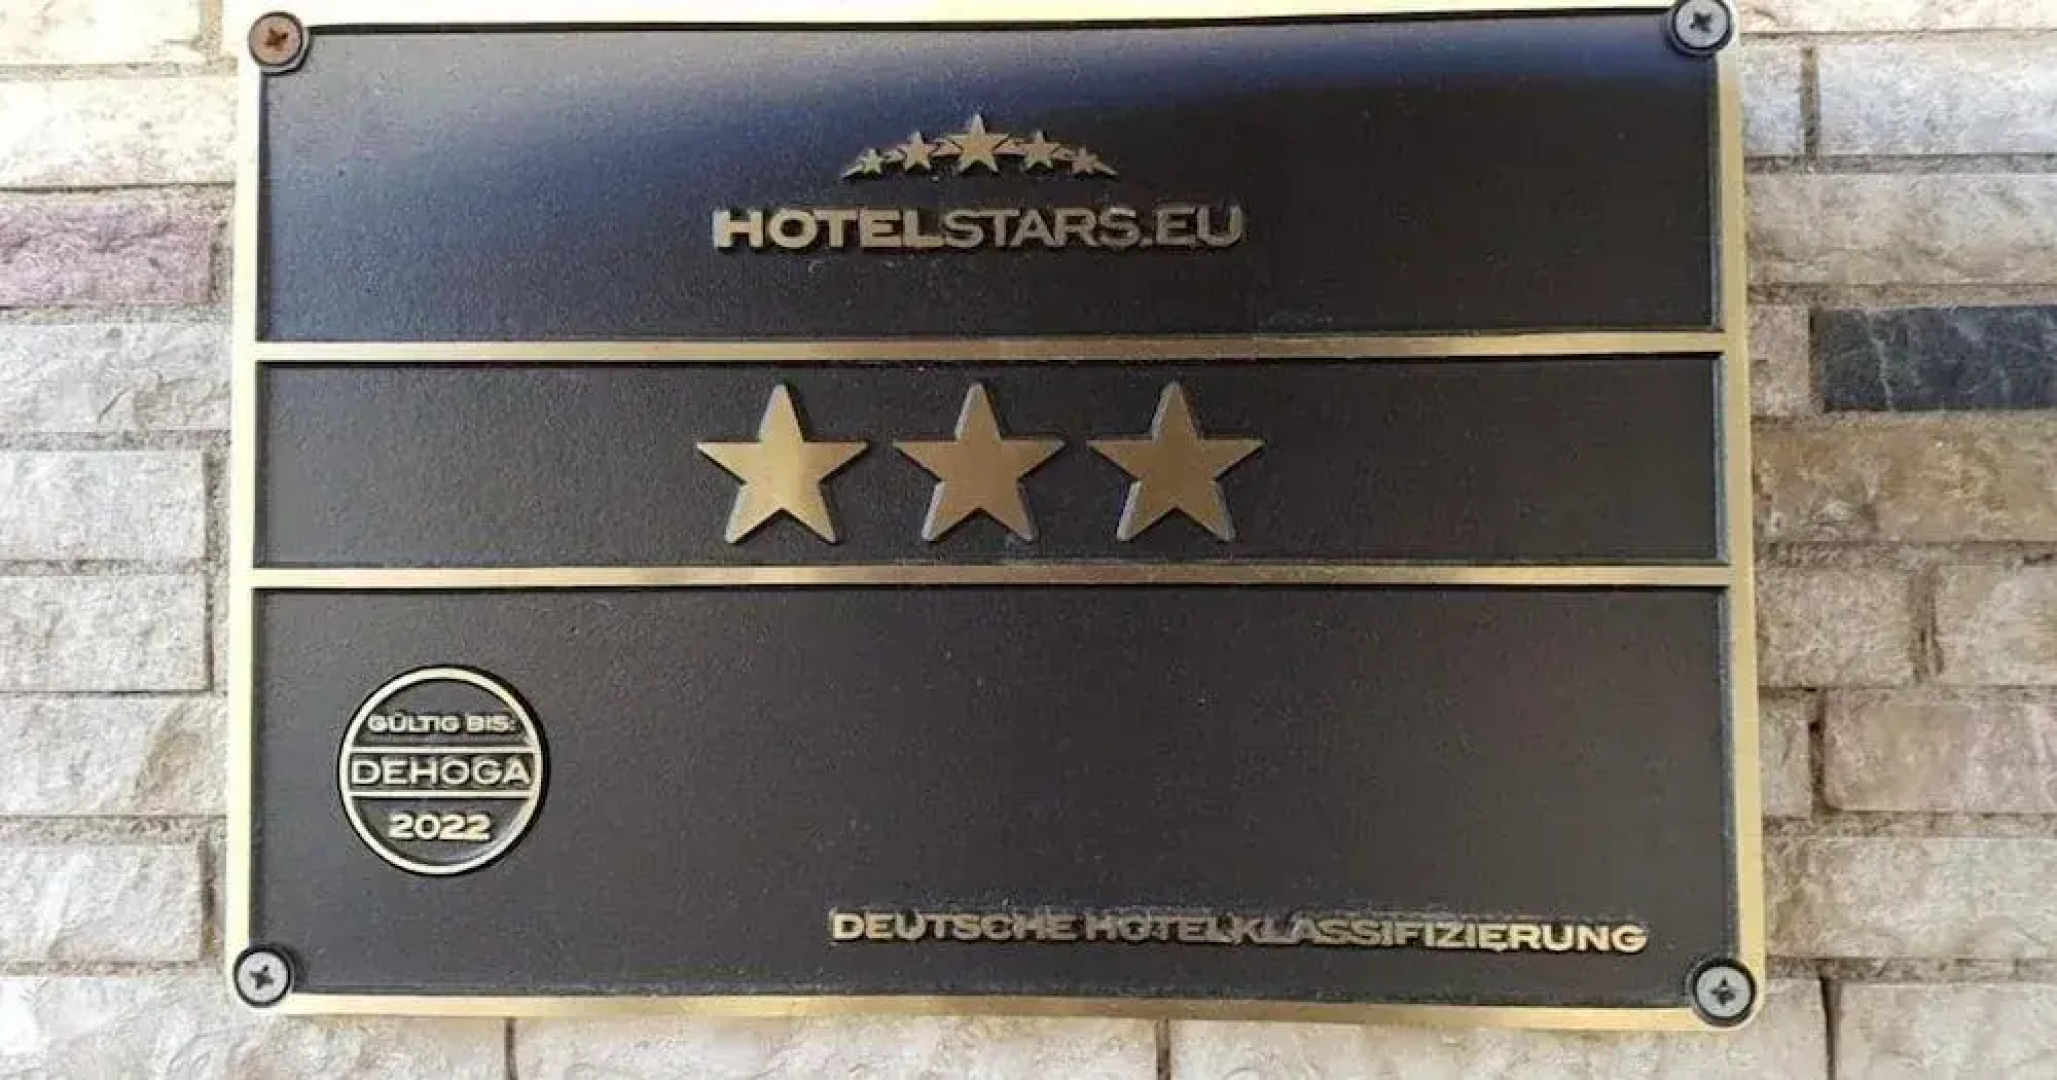 HOTELSTARS.EU
GÜLTIG BIS:
DEHOGA
2022
DEUTSCHE HOTELKLASSIFIZIERUNG